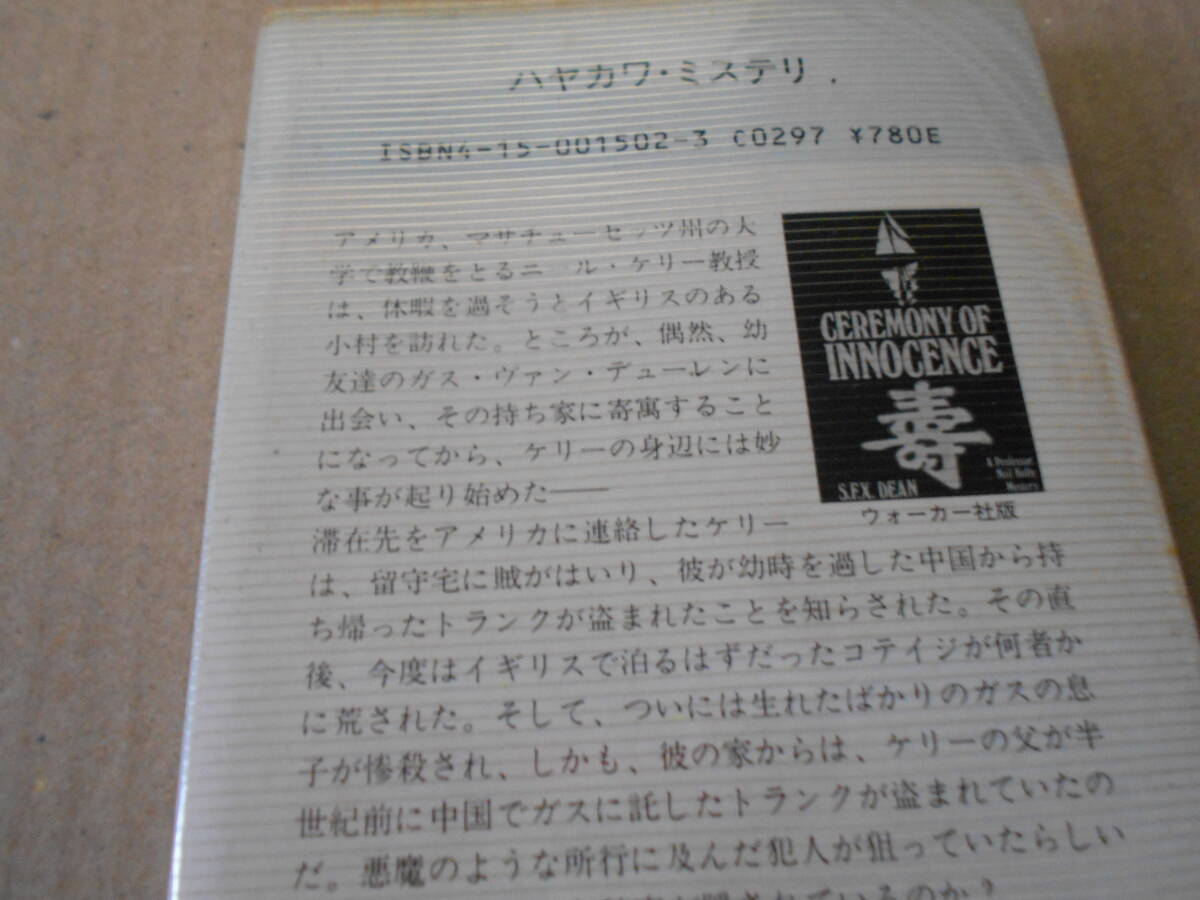 ハヤカワ・ミステリ
ISBN4-15-001502-3 C0297 ¥780E
アメリカ、マサチューセッツ州の大
学で教鞭をとるニール・ケリー教授
は、休暇を過そうとイギリスのある
小村を訪れた。ところが、偶然、幼
友達のガス・ヴァン・デューレンに
出会い、その持ち家に寄寓すること
になってから、ケリーの身辺には妙
な事が起り始めた——
滞在先をアメリカに連絡したケリー
は、留守宅に賊がはいり、彼が幼時を過した中国から持
ち帰ったトランクが盗まれたことを知らされた。その直
後、今度はイギリスで泊るはずだったコテイジが何者か
に荒された。そして、ついには生れたばかりのガスの息
子が惨殺され、しかも、彼の家からは、ケリーの父が半
世紀前に中国でガスに託したトランクが盗まれていたの
だ。悪魔のような所行に及んだ犯人が狙っていたらしい
が隠されているのか?
CEREMONY OF
INNOCENCE
壽
A Professor
Neil Kelly
Mystery
S.F.X. DEAN
ウォーカー社版